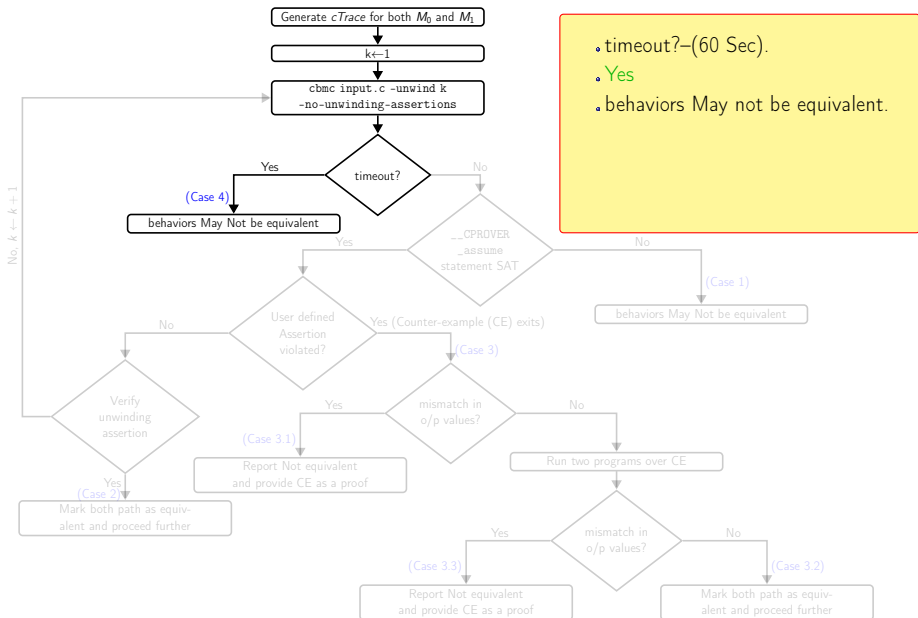 Generate cTrace for both M₀ and M₁
k←1
cbmc input.c -unwind k
-no-unwinding-assertions
timeout?
Yes
No
(Case 4)
behaviors May Not be equivalent
timeout?–(60 Sec).
Yes
behaviors May not be equivalent.
__CPROVER
_assume
statement SAT
Yes
No
(Case 1)
behaviors May Not be equivalent
User defined
Assertion
violated?
No
Yes (Counter-example (CE) exits)
(Case 3)
No, k ← k + 1
Verify
unwinding
assertion
Yes
(Case 2)
Mark both path as equiv-
alent and proceed further
mismatch in
o/p values?
Yes
No
(Case 3.1)
Report Not equivalent
and provide CE as a proof
Run two programs over CE
mismatch in
o/p values?
Yes
No
(Case 3.3)
(Case 3.2)
Report Not equivalent
and provide CE as a proof
Mark both path as equiv-
alent and proceed further